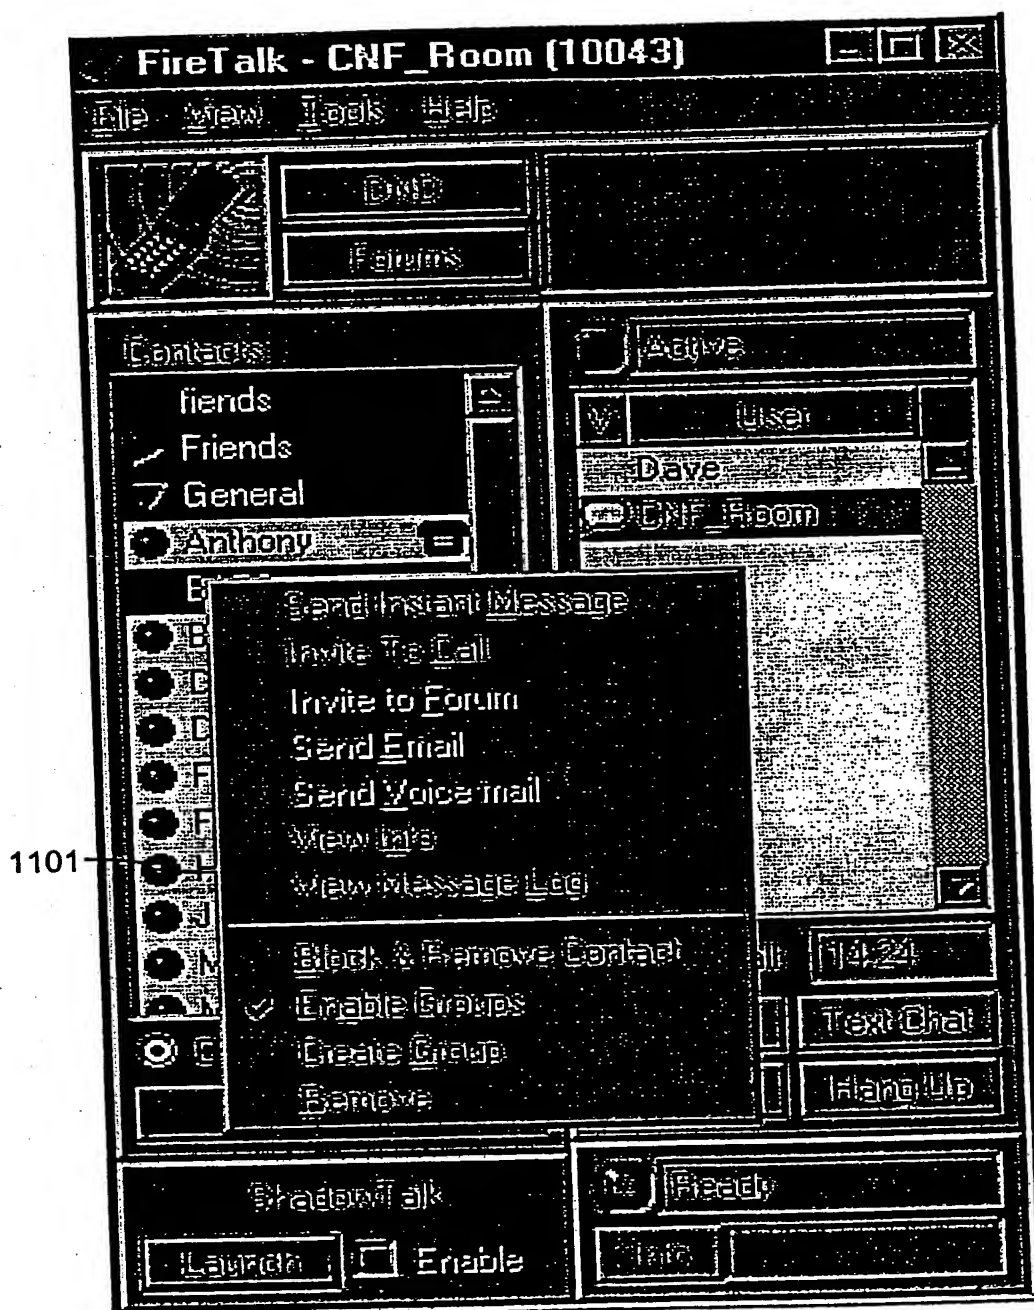 FireTalk - CNF_Room (10043)
File View Tools Help
DND
Forums
Contacts
fiends
Friends
General
Anthony
Active
V User
Dave
CNF_Room
B
E
D
F
F
1101
J
N
Send Instant Message
Invite To Call
Invite to Forum
Send Email
Send Voice mail
View Info
View Message Log
Block & Remove Contact
Enable Groups
Create Group
Remove
14:24
Text Chat
Hang Up
ShadowTalk
Launch Enable
Ready
Info